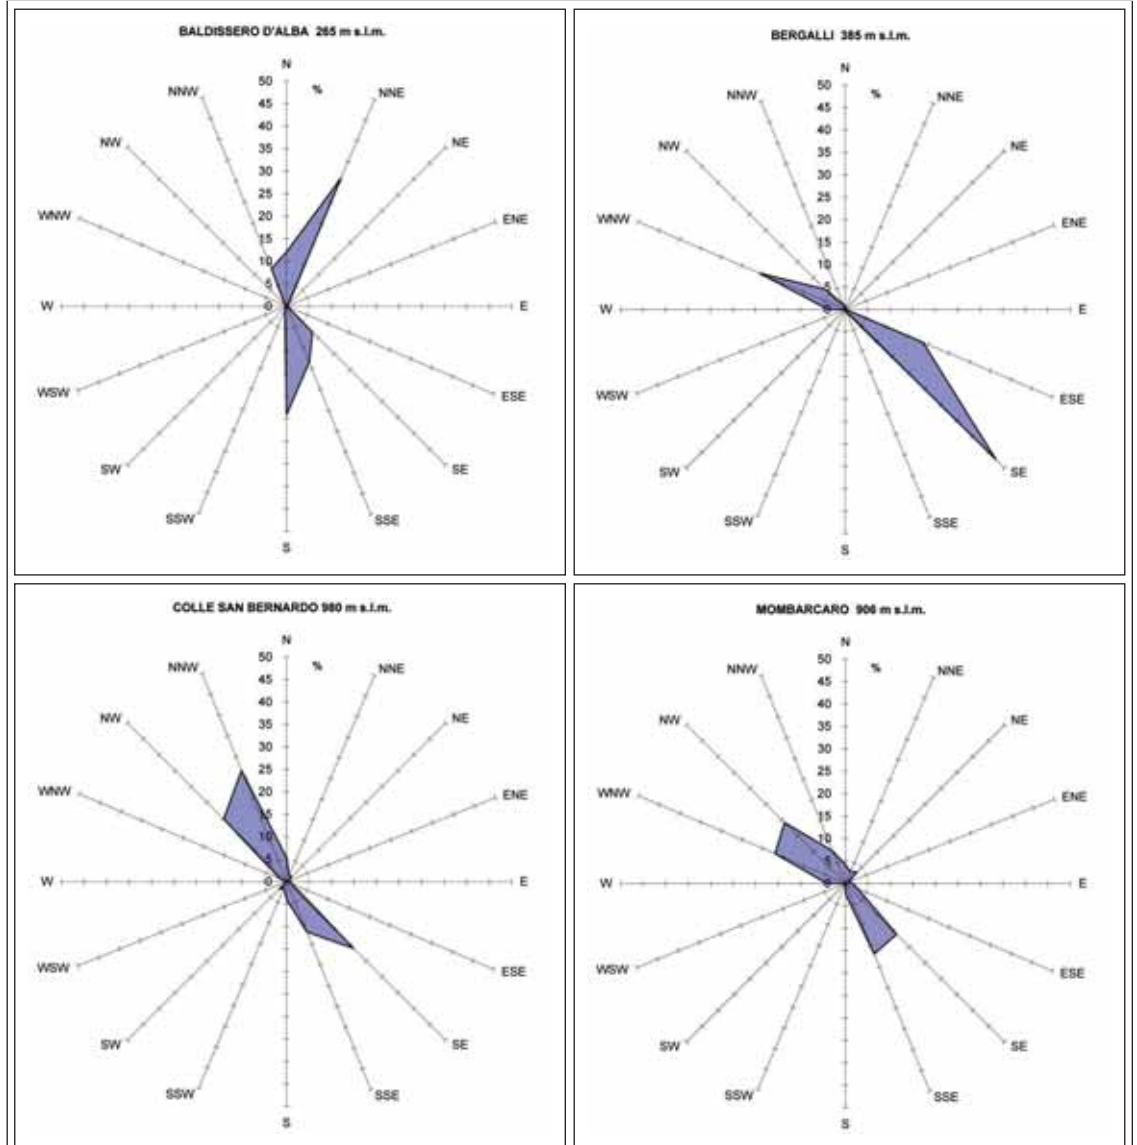 BALDISSERO D'ALBA 265 m s.l.m.
N
%
NNW
NNE
NW
NE
WNW
ENE
W
E
WSW
ESE
SW
SE
SSW
SSE
S
50
45
40
35
30
25
20
15
10
5
0
BERGALLI 385 m s.l.m.
N
%
NNW
NNE
NW
NE
WNW
ENE
W
E
WSW
ESE
SW
SE
SSW
SSE
S
50
45
40
35
30
25
20
15
10
5
0
COLLE SAN BERNARDO 980 m s.l.m.
N
%
NNW
NNE
NW
NE
WNW
ENE
W
E
WSW
ESE
SW
SE
SSW
SSE
S
50
45
40
35
30
25
20
15
10
5
0
MOMBARCARO 906 m s.l.m.
N
%
NNW
NNE
NW
NE
WNW
ENE
W
E
WSW
ESE
SW
SE
SSW
SSE
S
50
45
40
35
30
25
20
15
10
5
0